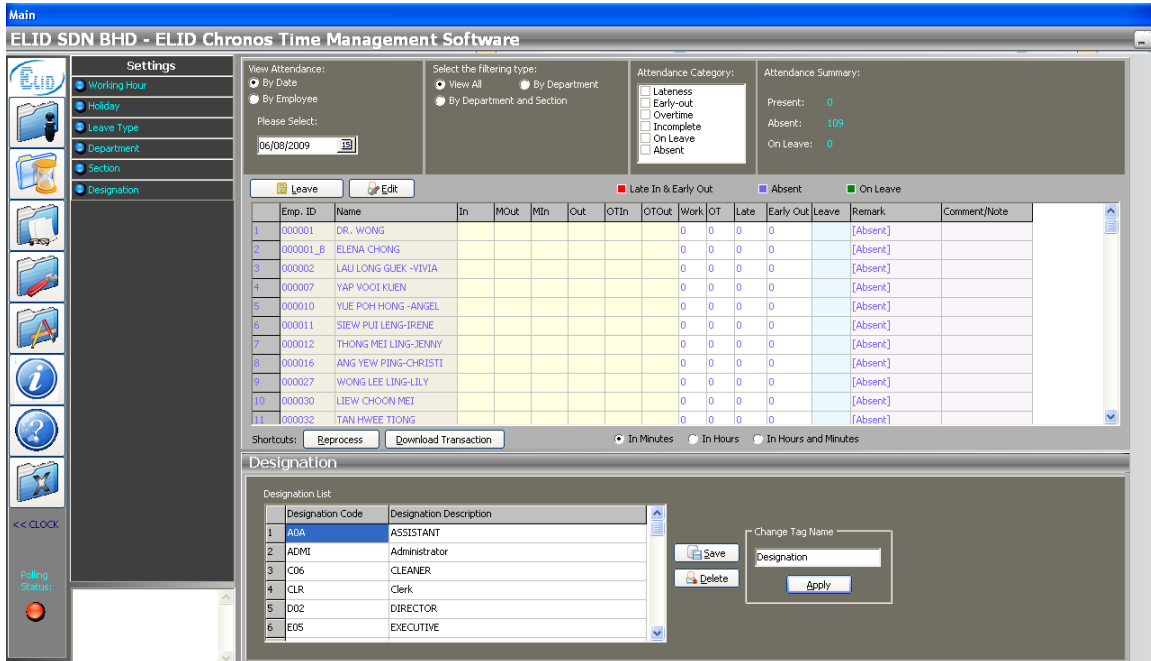 Main
ELID SDN BHD - ELID Chronos Time Management Software
ELID
Settings
Working Hour
Holiday
Leave Type
Department
Section
Designation
<< CLOCK
Polling
Status:
View Attendance:
By Date
By Employee
Please Select:
06/08/2009 15
Select the filtering type:
View All By Department
By Department and Section
Attendance Category:
Lateness
Early-out
Overtime
Incomplete
On Leave
Absent
Attendance Summary:
Present: 0
Absent: 109
On Leave: 0
Leave Edit Late In & Early Out Absent On Leave
Emp. ID Name In MOut MIn Out OTIn OTOut Work OT Late Early Out Leave Remark Comment/Note
1 000001 DR. WONG 0 0 0 0 [Absent]
2 000001_B ELENA CHONG 0 0 0 0 [Absent]
3 000002 LAU LONG GUEK -VIVIA 0 0 0 0 [Absent]
4 000007 YAP VOOI KUEN 0 0 0 0 [Absent]
5 000010 YUE POH HONG -ANGEL 0 0 0 0 [Absent]
6 000011 SIEW PUI LENG-IRENE 0 0 0 0 [Absent]
7 000012 THONG MEI LING-JENNY 0 0 0 0 [Absent]
8 000016 ANG YEW PING-CHRISTI 0 0 0 0 [Absent]
9 000027 WONG LEE LING-LILY 0 0 0 0 [Absent]
10 000030 LIEW CHOON MEI 0 0 0 0 [Absent]
11 000032 TAN HWEE TIONG 0 0 0 0 [Absent]
Shortcuts: Reprocess Download Transaction In Minutes In Hours In Hours and Minutes
Designation
Designation List
Designation Code Designation Description
1 A0A ASSISTANT
2 ADMI Administrator
3 C06 CLEANER
4 CLR Clerk
5 D02 DIRECTOR
6 E05 EXECUTIVE
Save
Delete
Change Tag Name
Designation
Apply